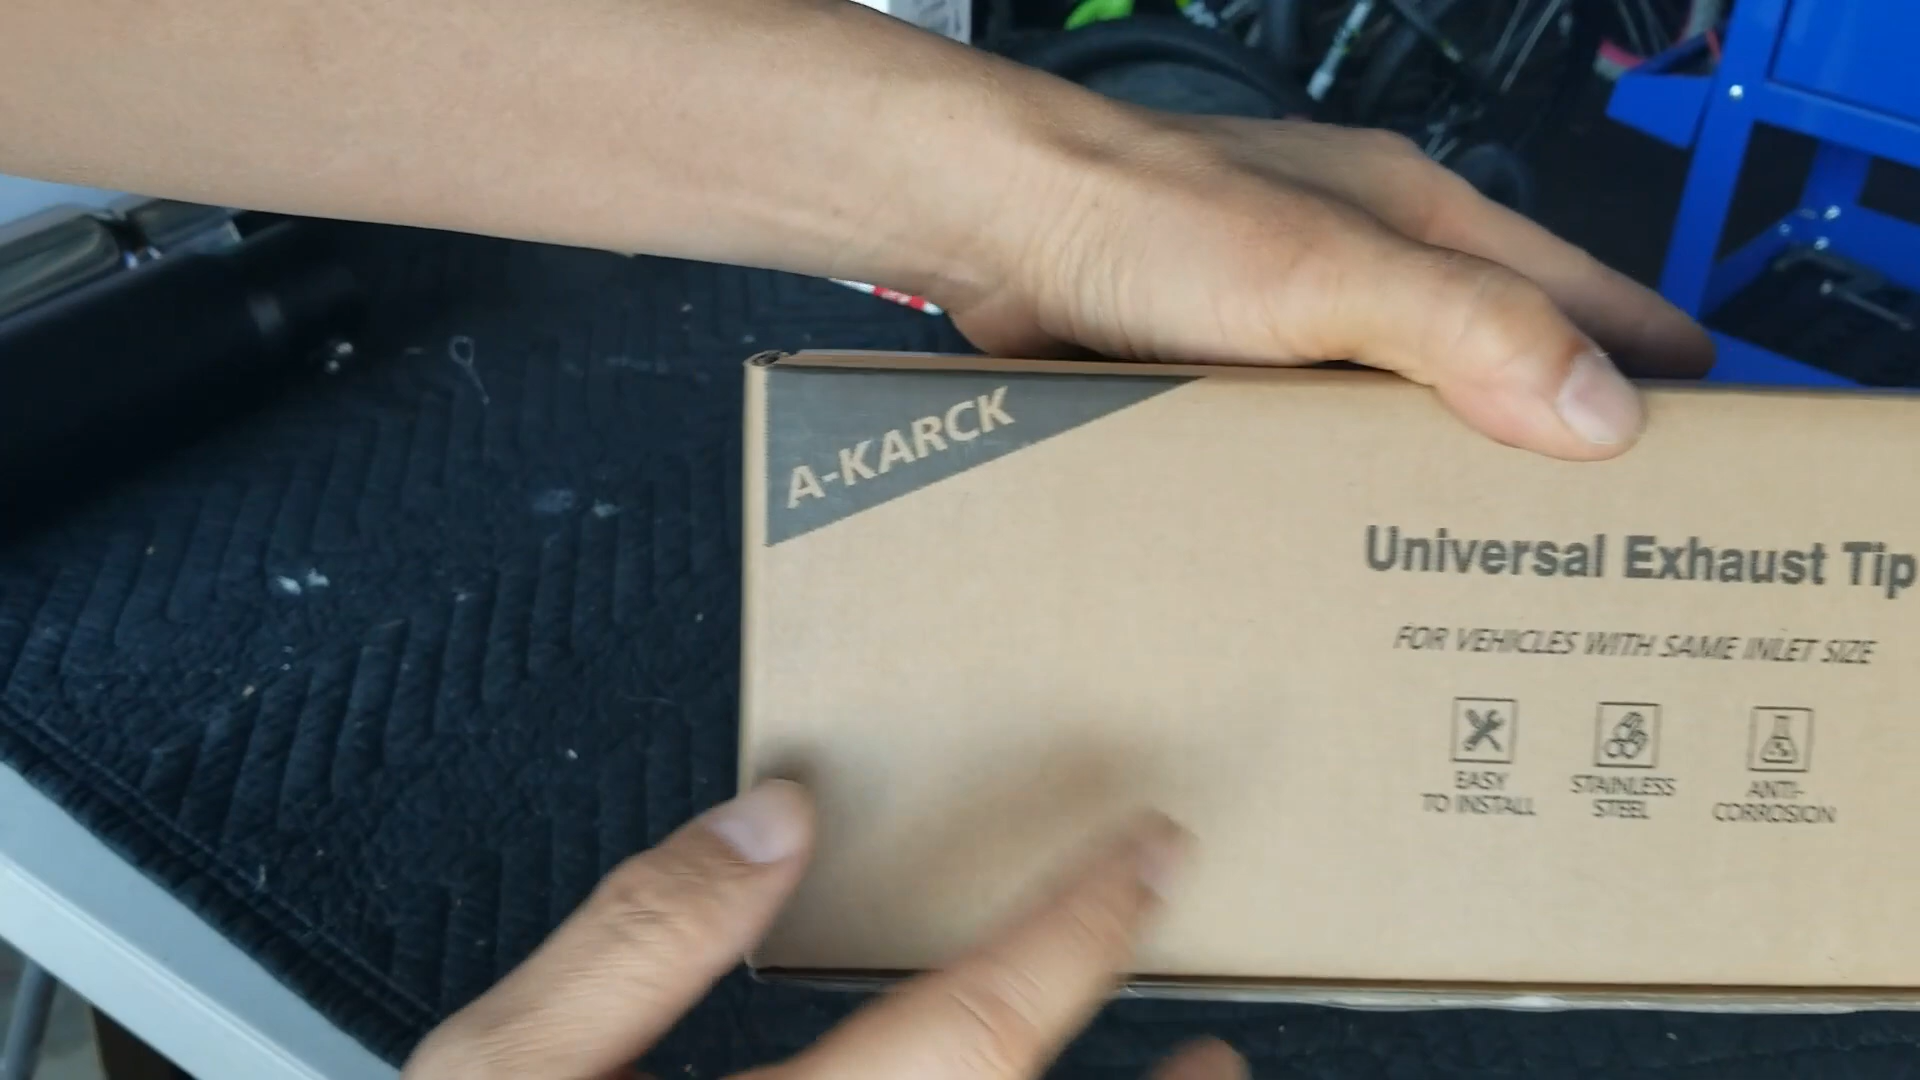 A-KARCK
Universal Exhaust Tip
FOR VEHICLES WITH SAME INLET SIZE
EASY
TO INSTALL
STAINLESS
STEEL
ANTI-
CORROSION